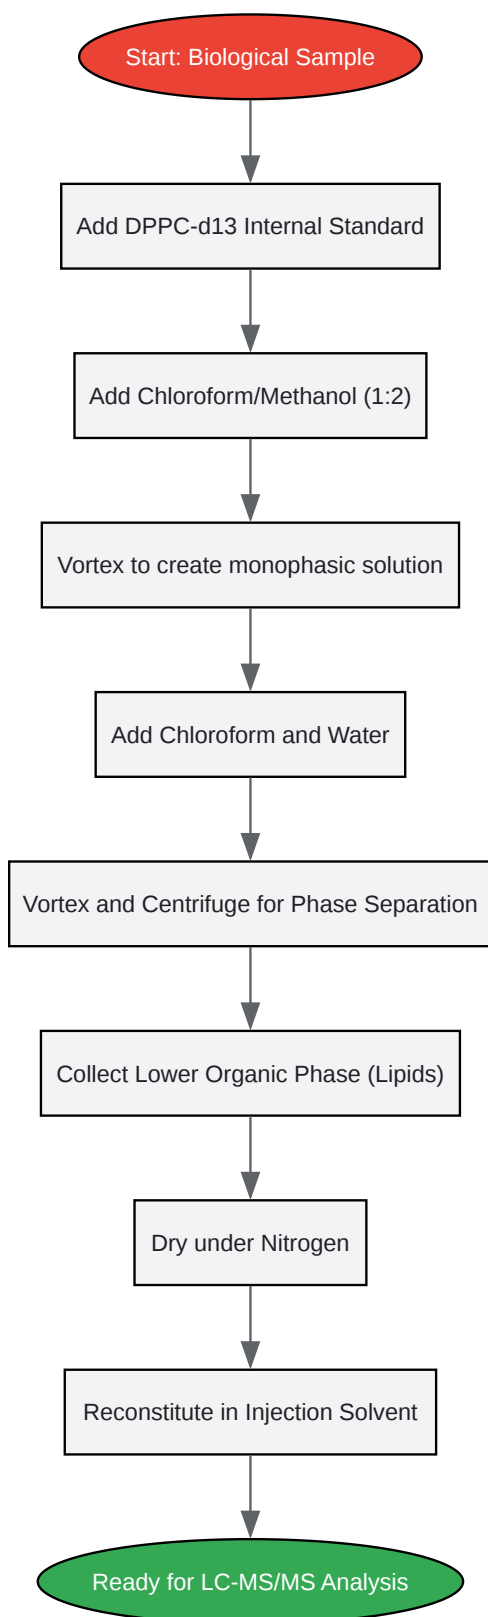 Start: Biological Sample
Add DPPC-d13 Internal Standard
Add Chloroform/Methanol (1:2)
Vortex to create monophasic solution
Add Chloroform and Water
Vortex and Centrifuge for Phase Separation
Collect Lower Organic Phase (Lipids)
Dry under Nitrogen
Reconstitute in Injection Solvent
Ready for LC-MS/MS Analysis